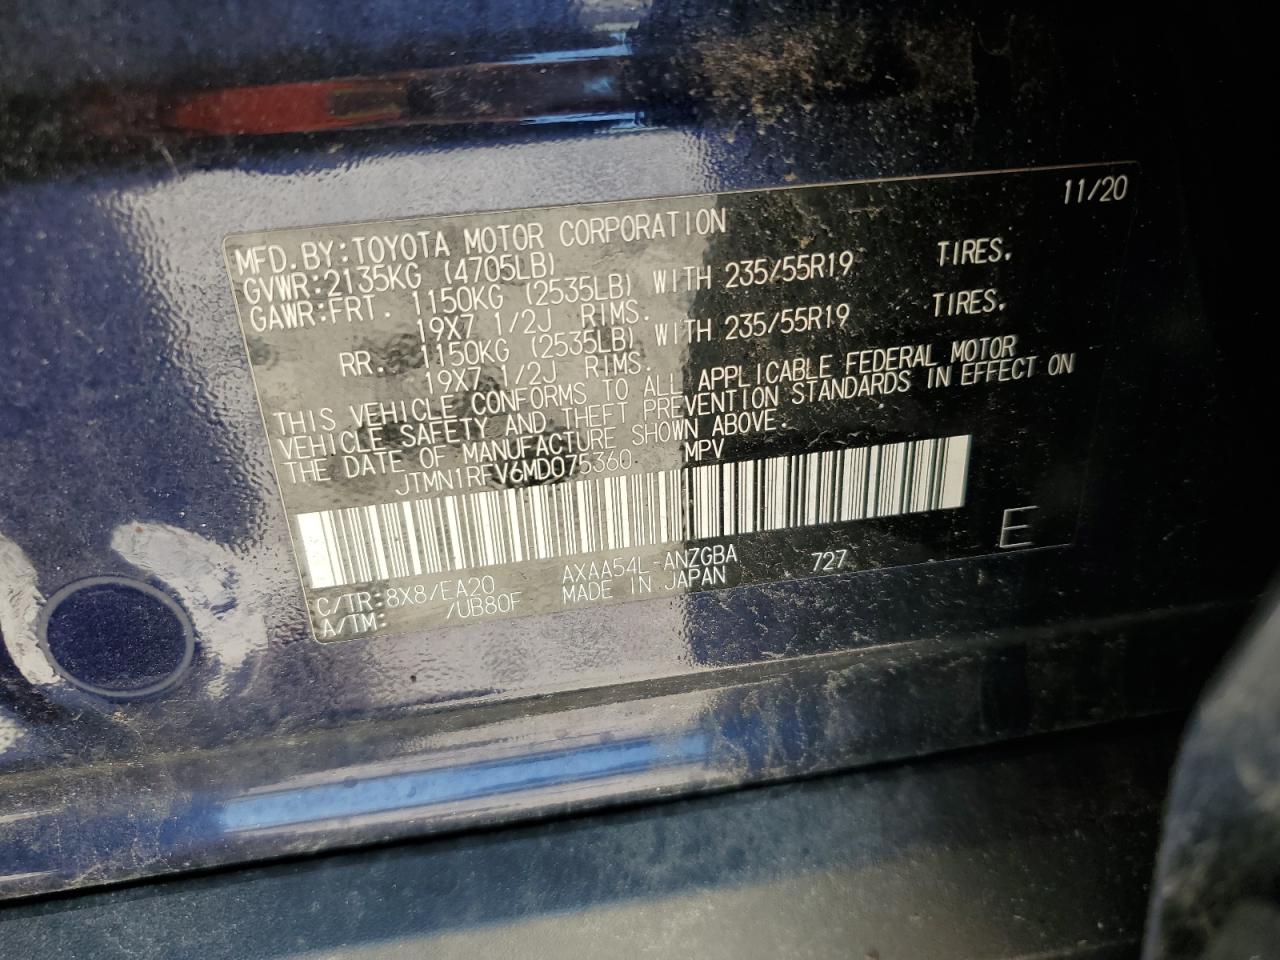 11/20
MFD.BY:TOYOTA MOTOR CORPORATION
GVWR:2135KG (4705LB)
GAWR:FRT. 1150KG (2535LB) WITH 235/55R19 TIRES.
19X7 1/2J RIMS.
RR. 1150KG (2535LB) WITH 235/55R19 TIRES.
19X7 1/2J RIMS.
THIS VEHICLE CONFORMS TO ALL APPLICABLE FEDERAL MOTOR
VEHICLE SAFETY AND THEFT PREVENTION STANDARDS IN EFFECT ON
THE DATE OF MANUFACTURE SHOWN ABOVE.
JTMN1RFV6MD075360 MPV
E
C/TR:8X8/EA20 AXAA54L-ANZGBA 727
A/TM: /UB80F MADE IN JAPAN